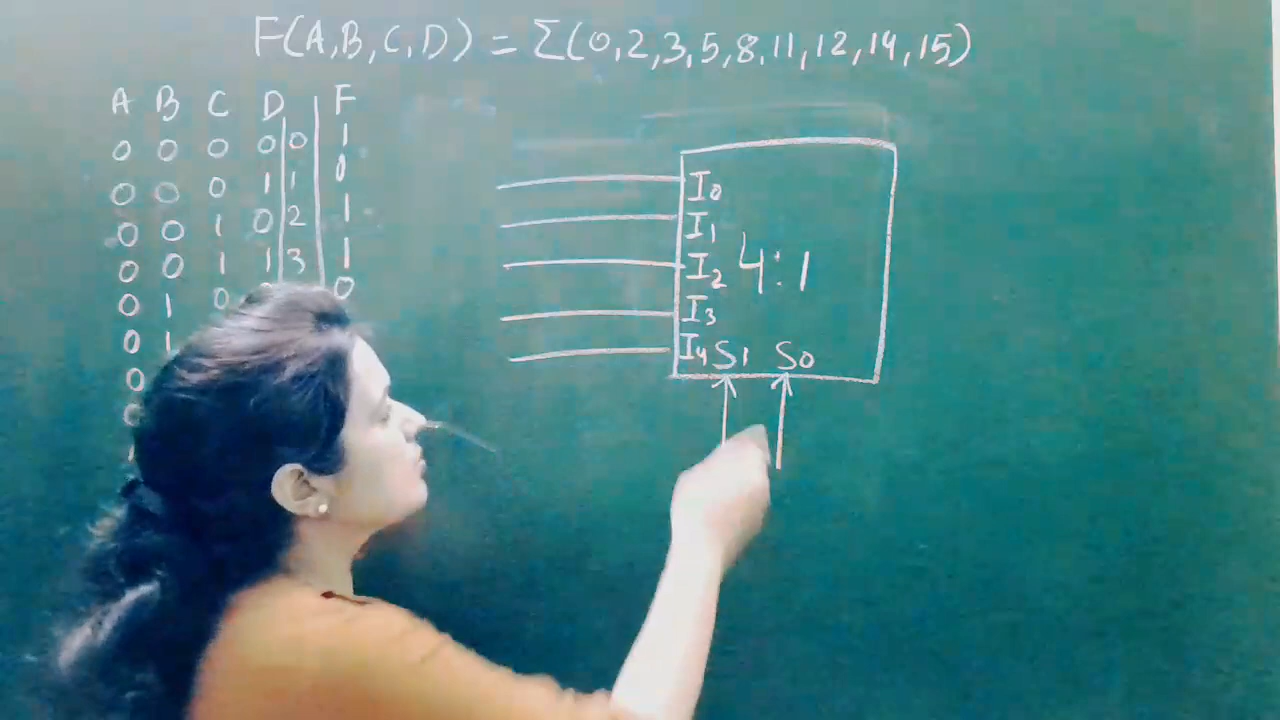 F(A,B,C,D) = Σ(0,2,3,5,8,11,12,14,15)
A B C D F
0 0 0 0 0 1
0 0 0 1 1 0
0 0 1 0 2 1
0 0 1 1 3 1
0 1 0 0
0 1
0
0
I0
I1
I2 4:1
I3
I4 S1 S0